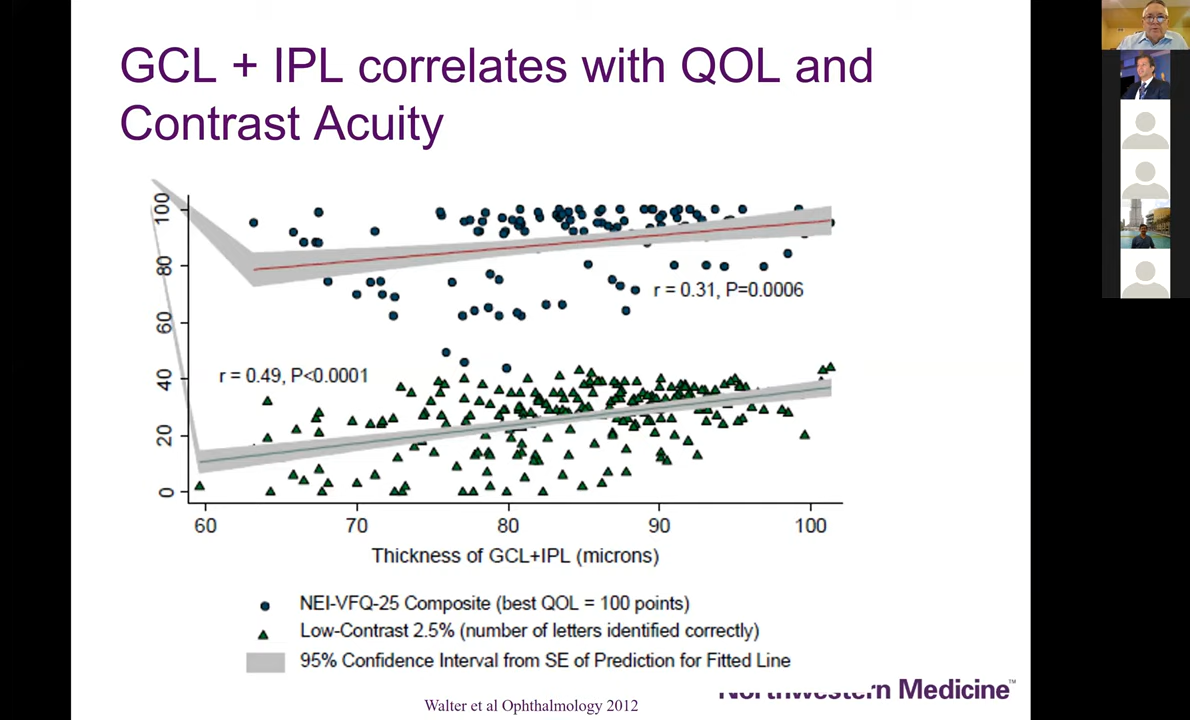 GCL + IPL correlates with QOL and
Contrast Acuity
100
80
60
40
20
0
r = 0.31, P=0.0006
r = 0.49, P<0.0001
60 70 80 90 100
Thickness of GCL+IPL (microns)
NEI-VFQ-25 Composite (best QOL = 100 points)
Low-Contrast 2.5% (number of letters identified correctly)
95% Confidence Interval from SE of Prediction for Fitted Line
Northwestern Medicine™
Walter et al Ophthalmology 2012